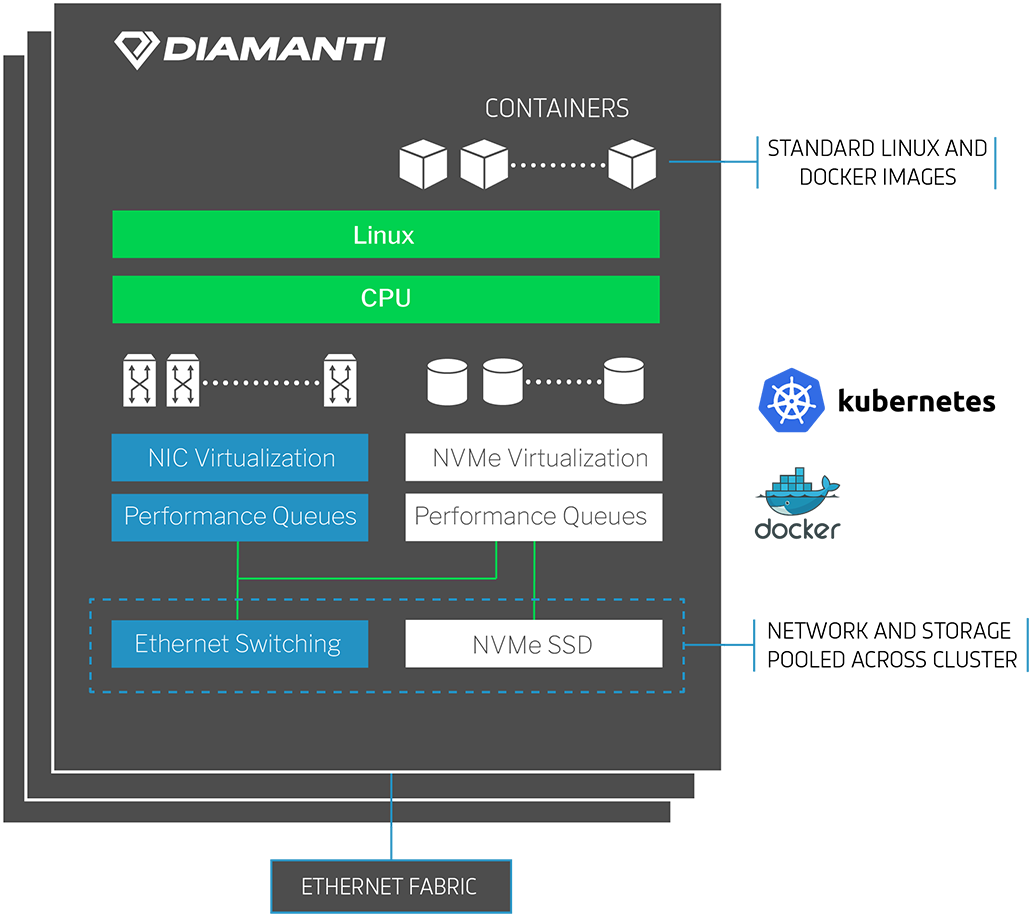 DIAMANTI
CONTAINERS
STANDARD LINUX AND
DOCKER IMAGES
Linux
CPU
kubernetes
NIC Virtualization
NVMe Virtualization
Performance Queues
Performance Queues
docker
Ethernet Switching
NVMe SSD
NETWORK AND STORAGE
POOLED ACROSS CLUSTER
ETHERNET FABRIC